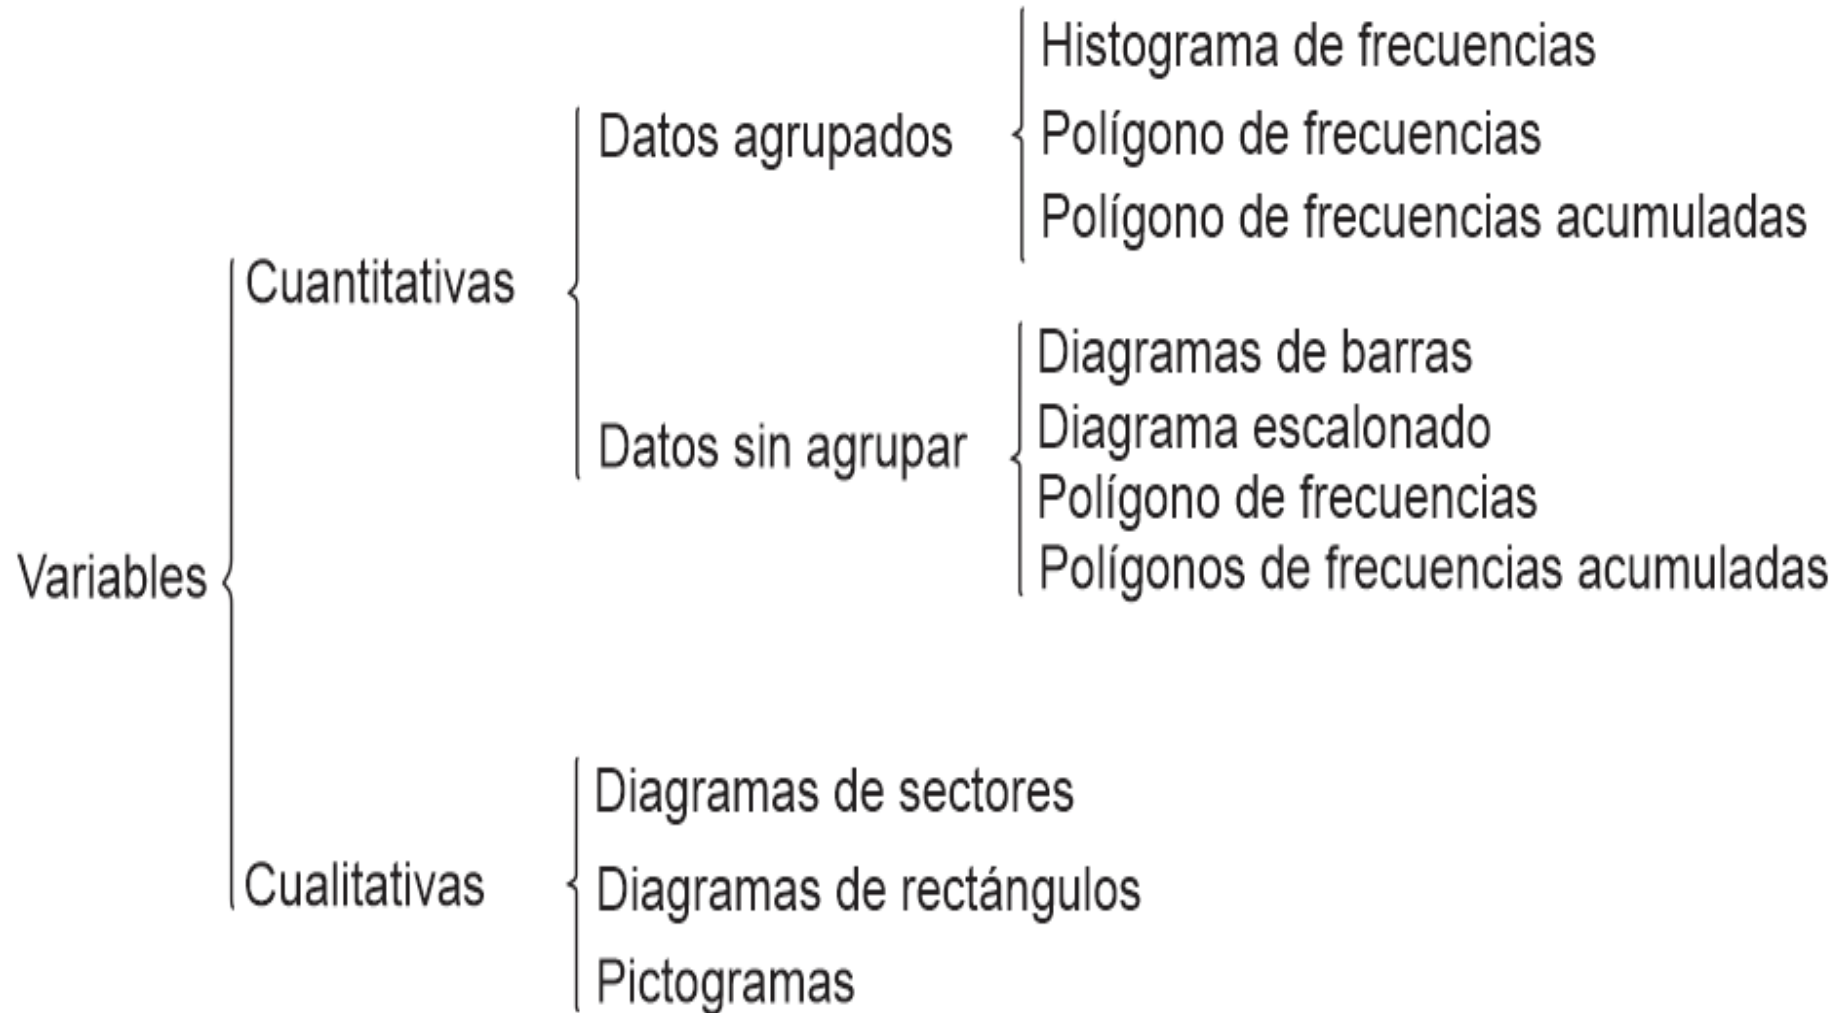 Variables
Cuantitativas
Datos agrupados
Histograma de frecuencias
Polígono de frecuencias
Polígono de frecuencias acumuladas
Datos sin agrupar
Diagramas de barras
Diagrama escalonado
Polígono de frecuencias
Polígonos de frecuencias acumuladas
Cualitativas
Diagramas de sectores
Diagramas de rectángulos
Pictogramas